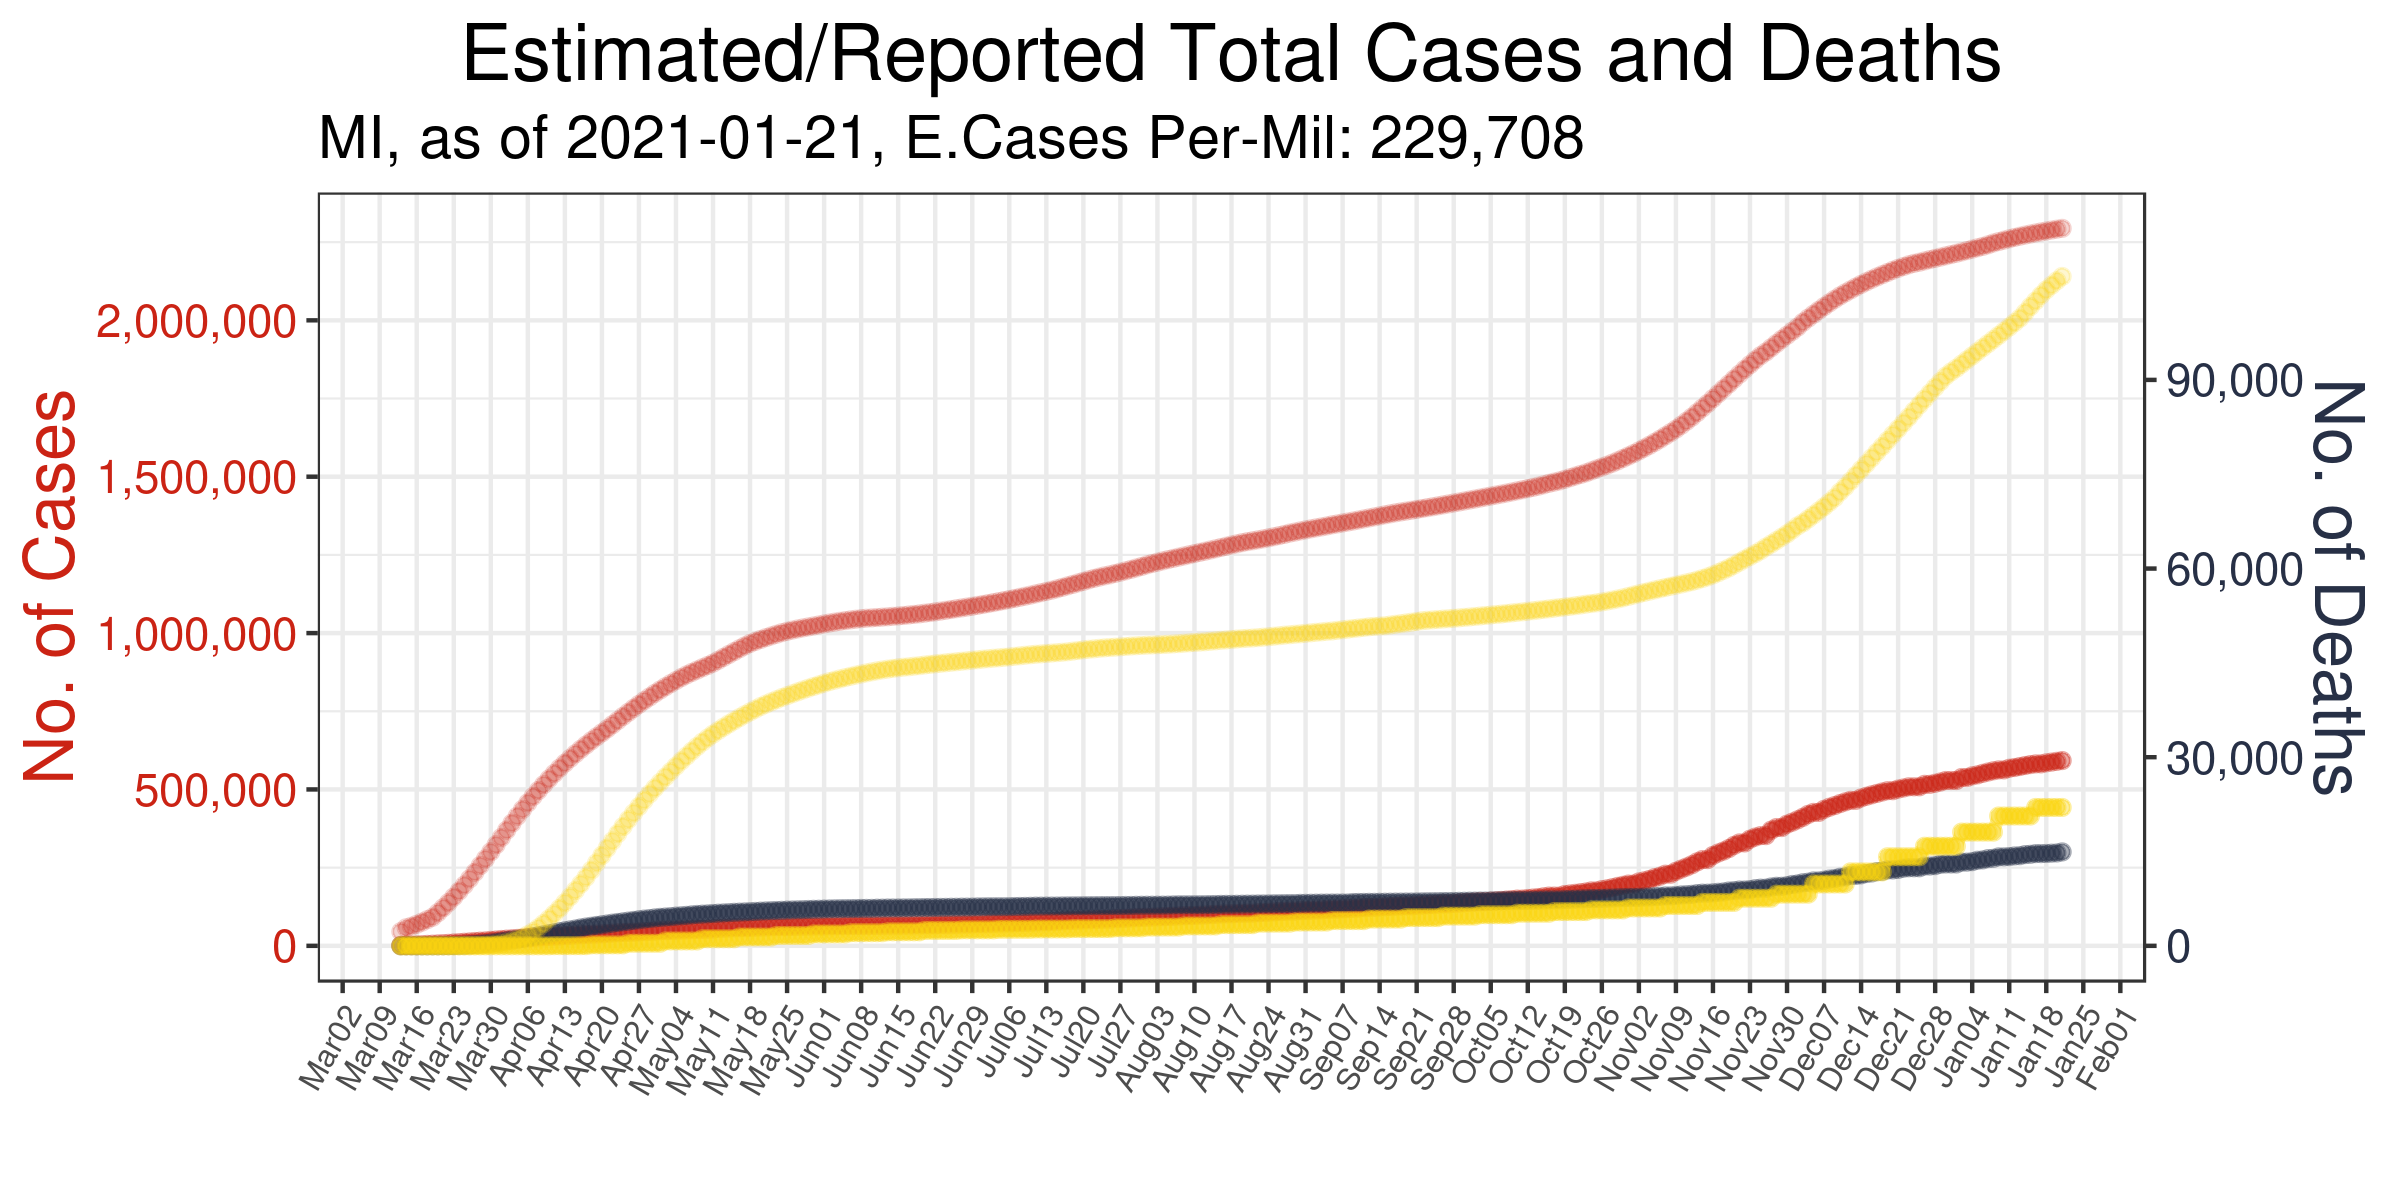 Estimated/Reported Total Cases and Deaths
MI, as of 2021-01-21, E.Cases Per-Mil: 229,708
No. of Cases
2,000,000
1,500,000
1,000,000
500,000
0
90,000
60,000
30,000
0
No. of Deaths
Mar02
Mar09
Mar16
Mar23
Mar30
Apr06
Apr13
Apr20
Apr27
May04
May11
May18
May25
Jun01
Jun08
Jun15
Jun22
Jun29
Jul06
Jul13
Jul20
Jul27
Aug03
Aug10
Aug17
Aug24
Aug31
Sep07
Sep14
Sep21
Sep28
Oct05
Oct12
Oct19
Oct26
Nov02
Nov09
Nov16
Nov23
Nov30
Dec07
Dec14
Dec21
Dec28
Jan04
Jan11
Jan18
Jan25
Feb01